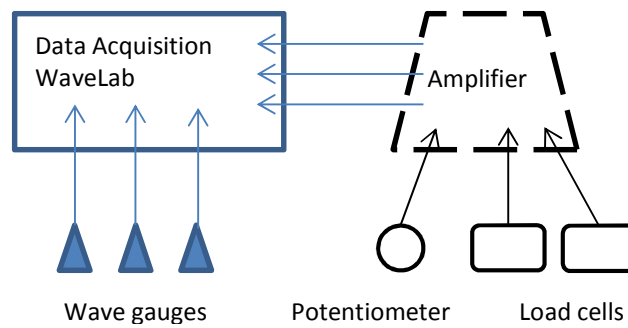 Data Acquisition
WaveLab
Amplifier
Wave gauges
Potentiometer
Load cells